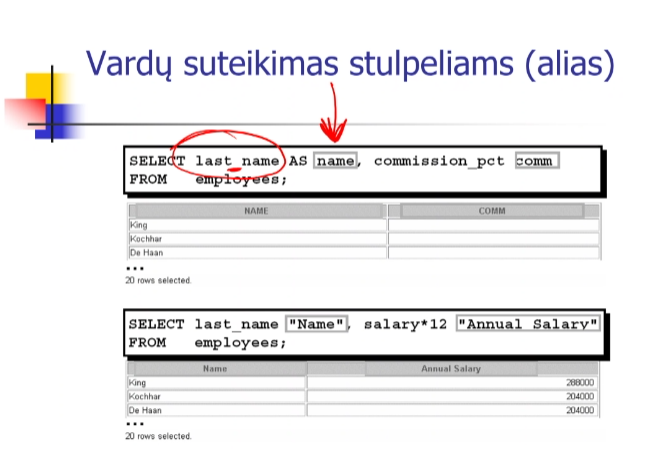 Vardų suteikimas stulpeliams (alias)
SELECT last_name AS name, commission_pct comm
FROM employees;
NAME COMM
King
Kochhar
De Haan
...
20 rows selected.
SELECT last_name "Name", salary*12 "Annual Salary"
FROM employees;
Name Annual Salary
King 288000
Kochhar 204000
De Haan 204000
...
20 rows selected.